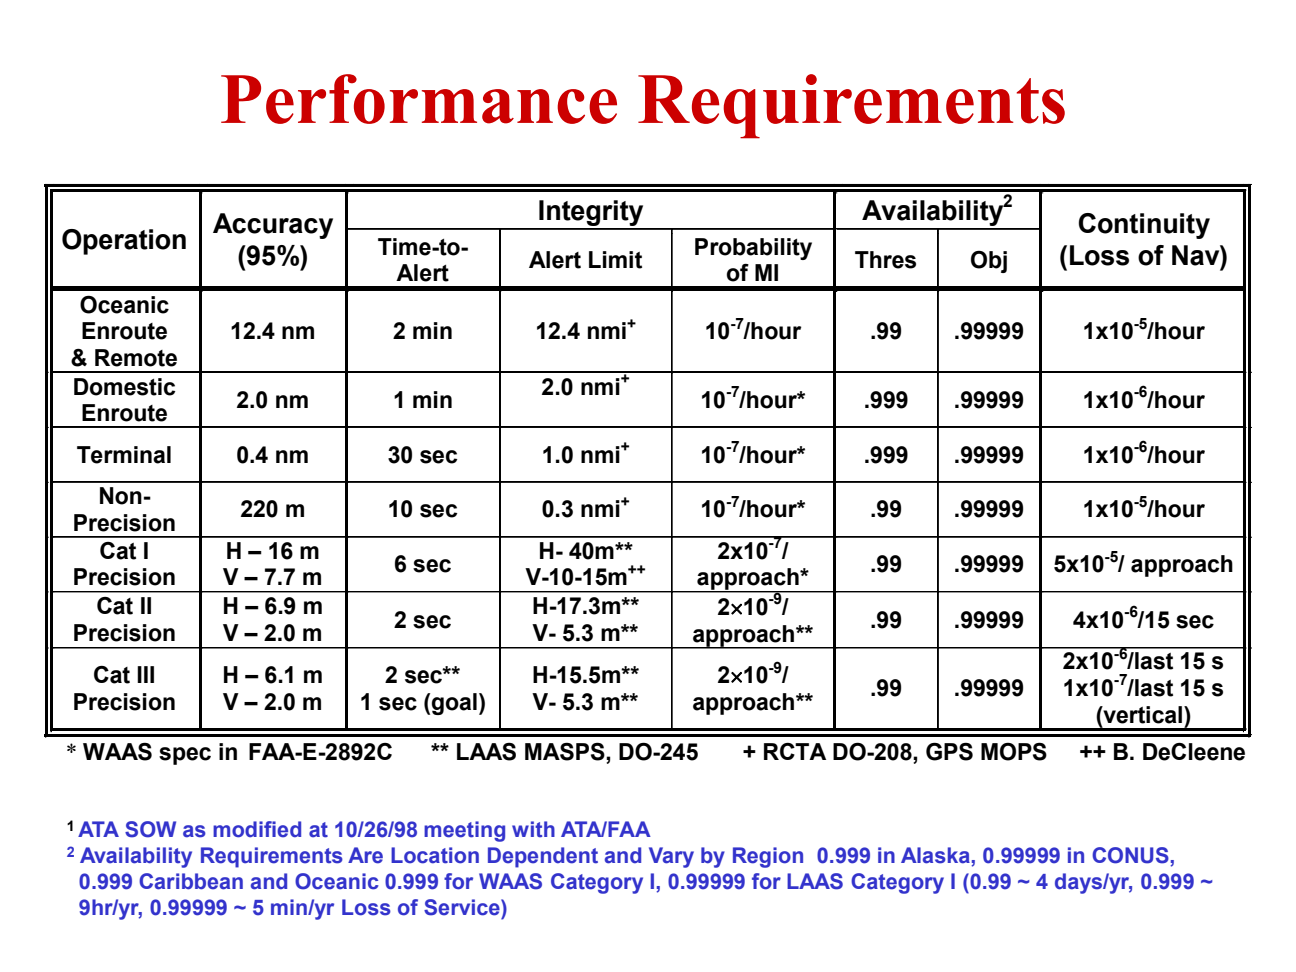 Performance Requirements
Operation
Accuracy
(95%)
Integrity
Availability²
Continuity
(Loss of Nav)
Time-to-
Alert
Alert Limit
Probability
of MI
Thres
Obj
Oceanic
Enroute
& Remote
12.4 nm
2 min
12.4 nmi⁺
10⁻⁷/hour
.99
.99999
1x10⁻⁵/hour
Domestic
Enroute
2.0 nm
1 min
2.0 nmi⁺
10⁻⁷/hour*
.999
.99999
1x10⁻⁶/hour
Terminal
0.4 nm
30 sec
1.0 nmi⁺
10⁻⁷/hour*
.999
.99999
1x10⁻⁶/hour
Non-
Precision
220 m
10 sec
0.3 nmi⁺
10⁻⁷/hour*
.99
.99999
1x10⁻⁵/hour
Cat I
Precision
H – 16 m
V – 7.7 m
6 sec
H- 40m**
V-10-15m⁺⁺
2x10⁻⁷/
approach*
.99
.99999
5x10⁻⁵/ approach
Cat II
Precision
H – 6.9 m
V – 2.0 m
2 sec
H-17.3m**
V- 5.3 m**
2×10⁻⁹/
approach**
.99
.99999
4x10⁻⁶/15 sec
Cat III
Precision
H – 6.1 m
V – 2.0 m
2 sec**
1 sec (goal)
H-15.5m**
V- 5.3 m**
2×10⁻⁹/
approach**
.99
.99999
2x10⁻⁶/last 15 s
1x10⁻⁷/last 15 s
(vertical)
* WAAS spec in FAA-E-2892C ** LAAS MASPS, DO-245 + RCTA DO-208, GPS MOPS ++ B. DeCleene
¹ ATA SOW as modified at 10/26/98 meeting with ATA/FAA
² Availability Requirements Are Location Dependent and Vary by Region 0.999 in Alaska, 0.99999 in CONUS,
0.999 Caribbean and Oceanic 0.999 for WAAS Category I, 0.99999 for LAAS Category I (0.99 ~ 4 days/yr, 0.999 ~
9hr/yr, 0.99999 ~ 5 min/yr Loss of Service)